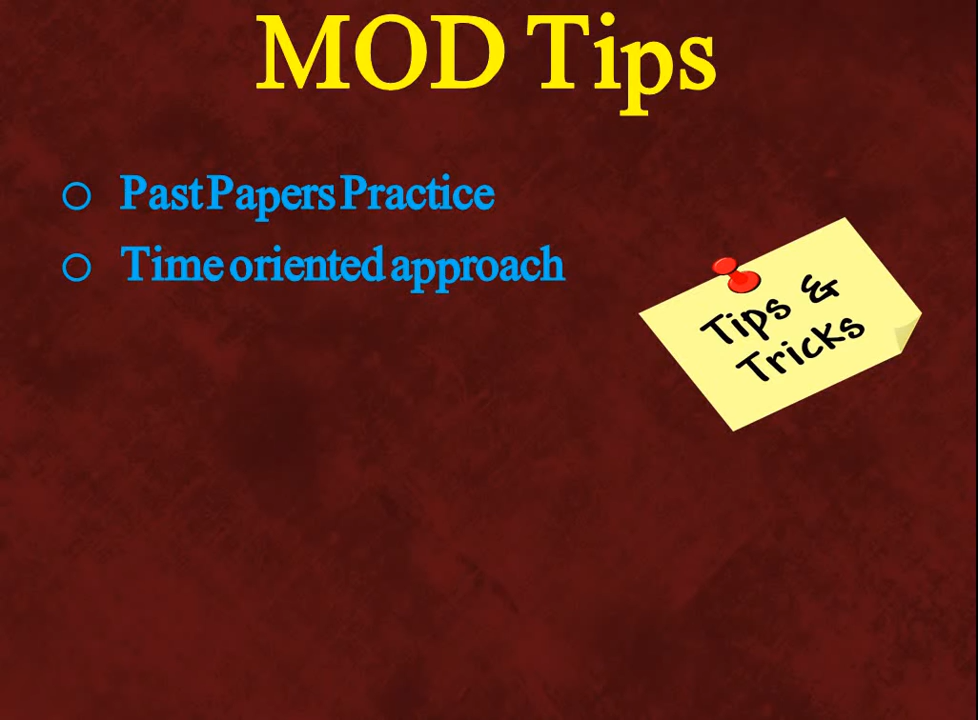 MOD Tips
Past Papers Practice
Time oriented approach
Tips &
Tricks